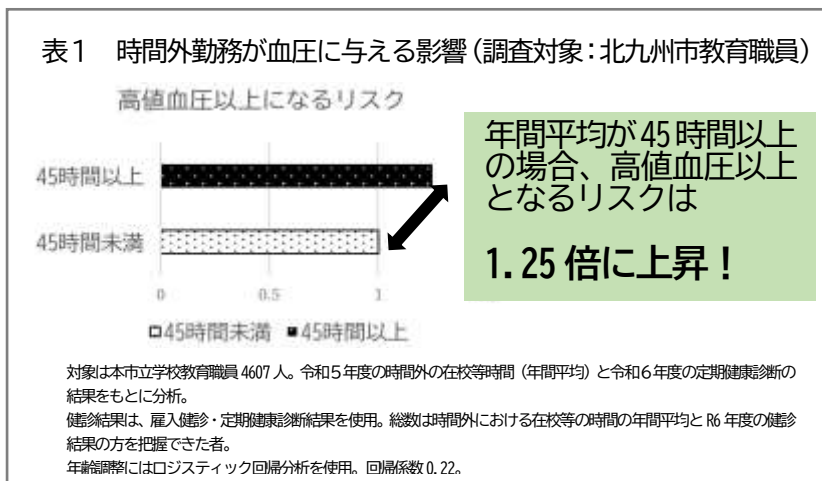 表1 時間外勤務が血圧に与える影響(調査対象:北九州市教育職員)
高値血圧以上になるリスク
45時間以上
45時間未満
0 0.5 1
□45時間未満 ■45時間以上
年間平均が45時間以上
の場合、高値血圧以上
となるリスクは
1.25倍に上昇!
対象は本市立学校教育職員4607人。令和5年度の時間外の在校等時間(年間平均)と令和6年度の定期健康診断の
結果をもとに分析。
健診結果は、雇入健診・定期健康診断結果を使用。総数は時間外における在校等の時間の年間平均とR6年度の健診
結果の方を把握できた者。
年齢調整にはロジスティック回帰分析を使用。回帰係数0.22。